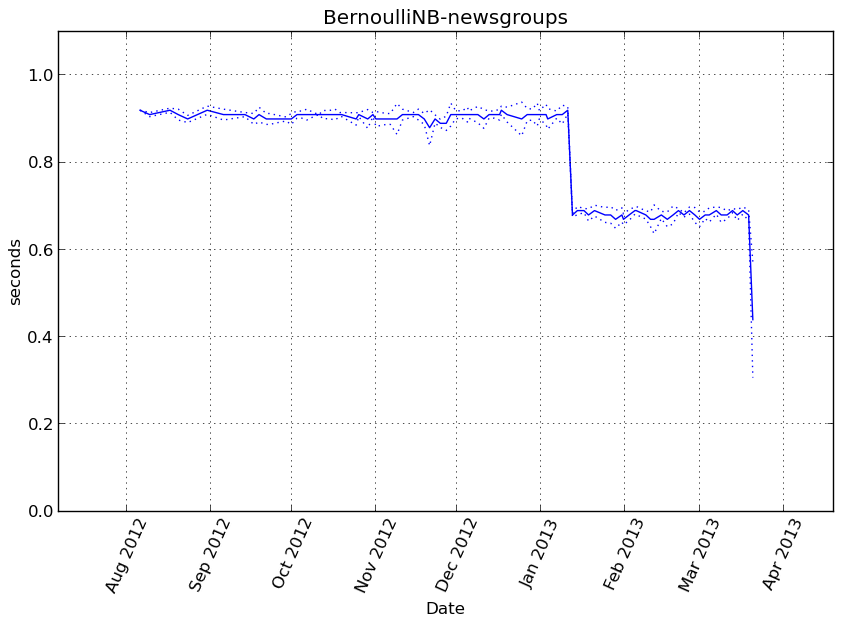 BernoulliNB-newsgroups
1.0
0.8
0.6
0.4
0.2
0.0
seconds
Aug 2012
Sep 2012
Oct 2012
Nov 2012
Dec 2012
Jan 2013
Feb 2013
Mar 2013
Apr 2013
Date